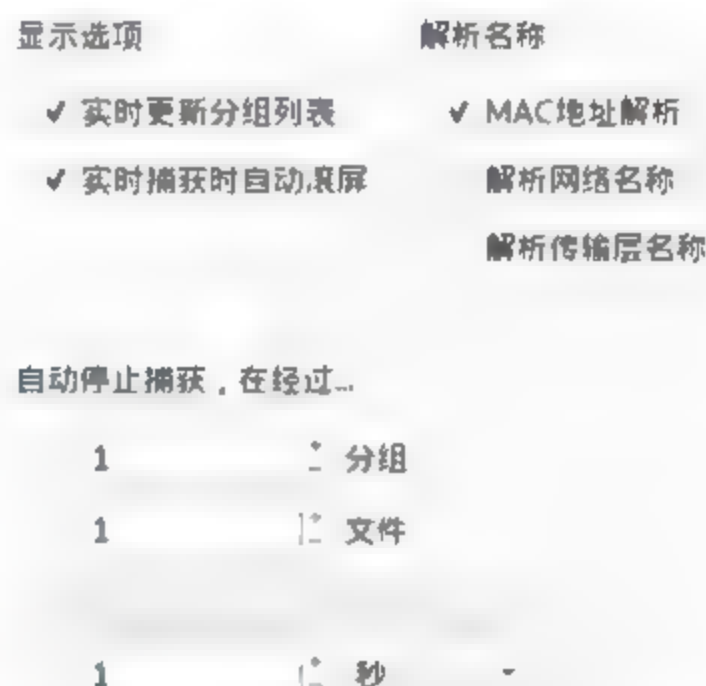 显示选项
解析名称
✓ 实时更新分组列表
✓ MAC地址解析
✓ 实时捕获时自动滚屏
解析网络名称
解析传输层名称
自动停止捕获，在经过...
1 分组
1 文件
1 秒